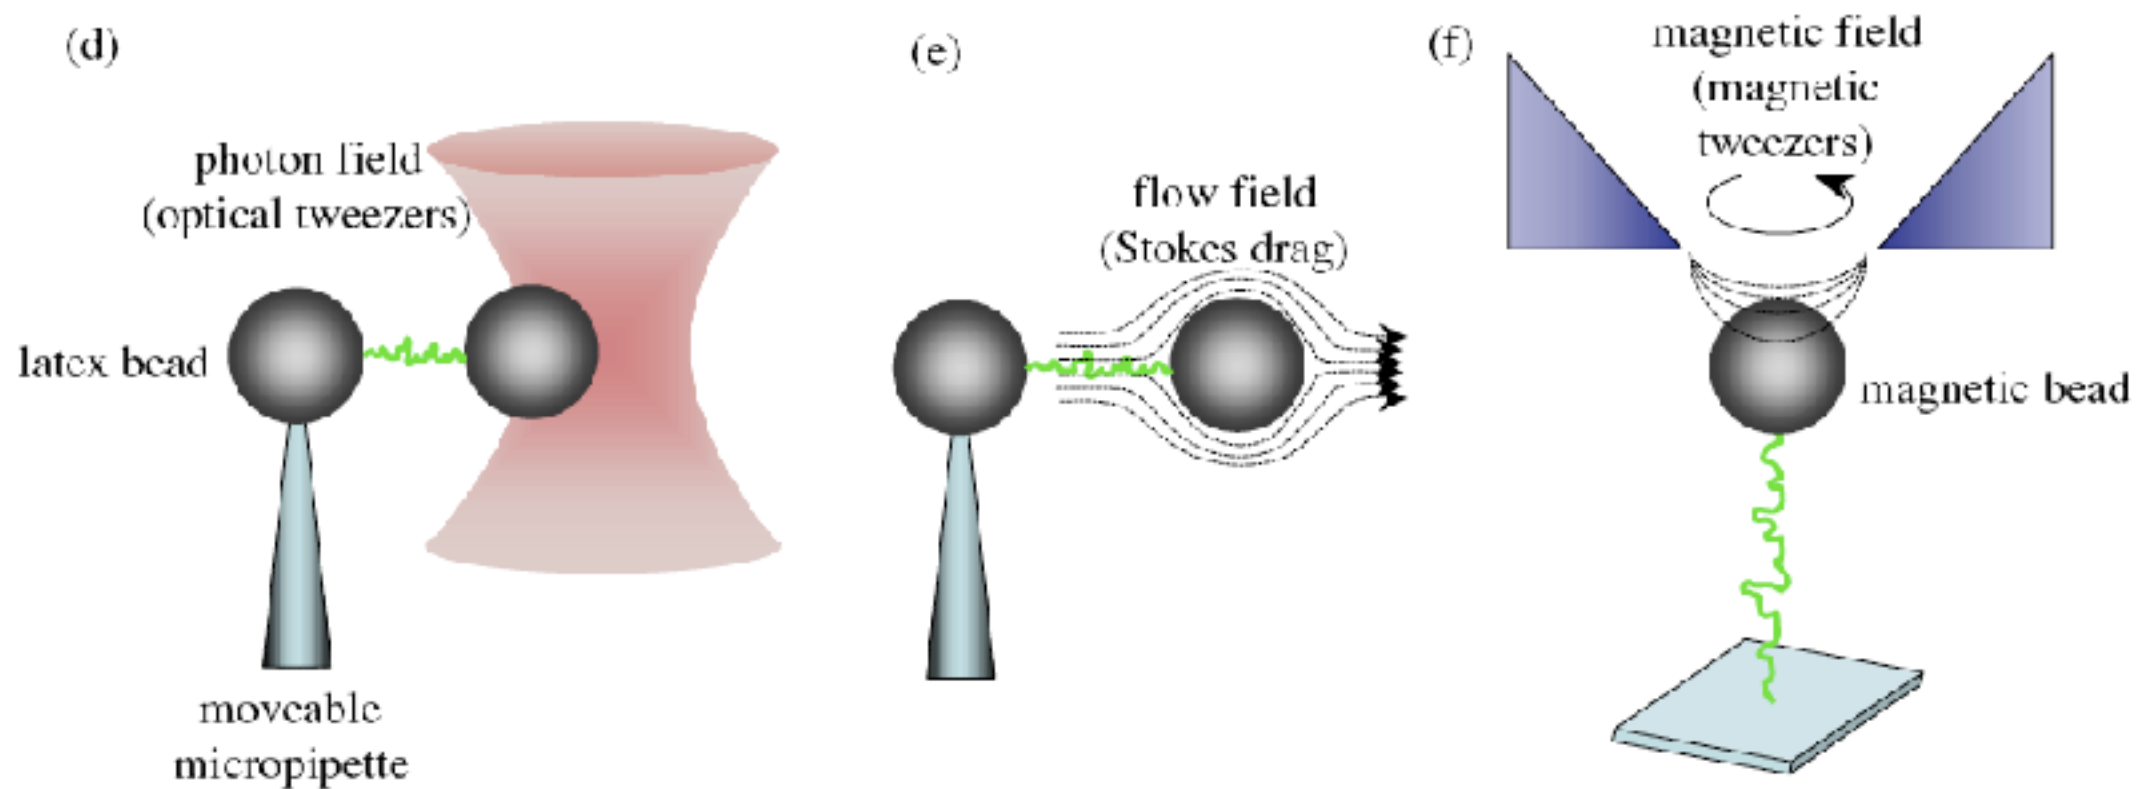 (d)
photon field
(optical tweezers)
latex bead
moveable
micropipette
(e)
flow field
(Stokes drag)
(f)
magnetic field
(magnetic
tweezers)
magnetic bead